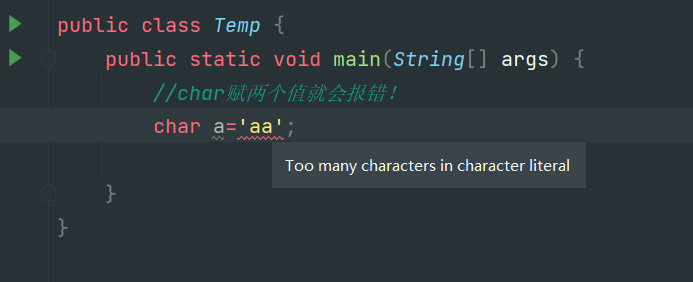 public class Temp {
public static void main(String[] args) {
//char赋两个值就会报错！
char a='aa';
Too many characters in character literal
}
}